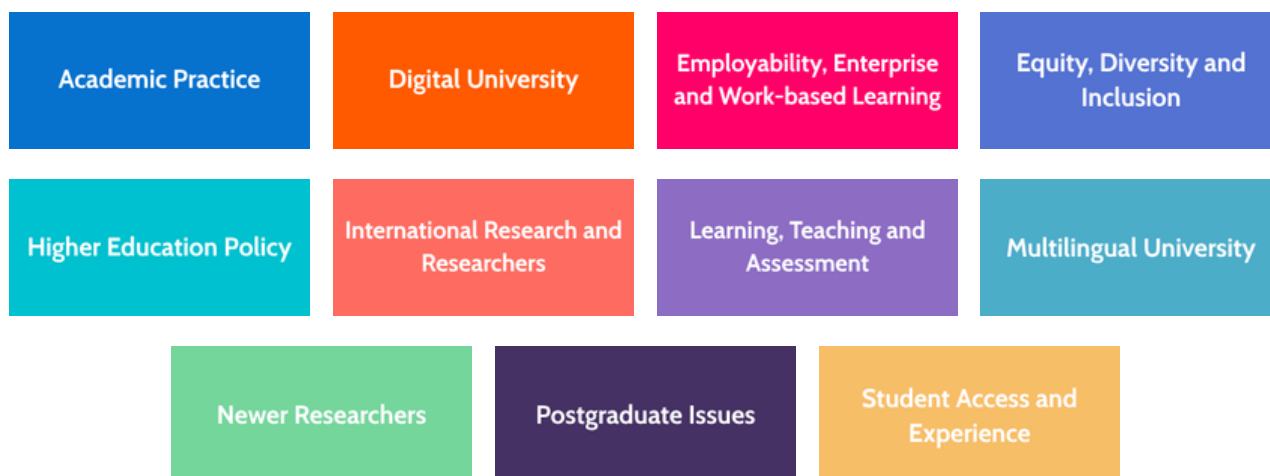 Academic Practice
Digital University
Employability, Enterprise
and Work-based Learning
Equity, Diversity and
Inclusion
Higher Education Policy
International Research and
Researchers
Learning, Teaching and
Assessment
Multilingual University
Newer Researchers
Postgraduate Issues
Student Access and
Experience